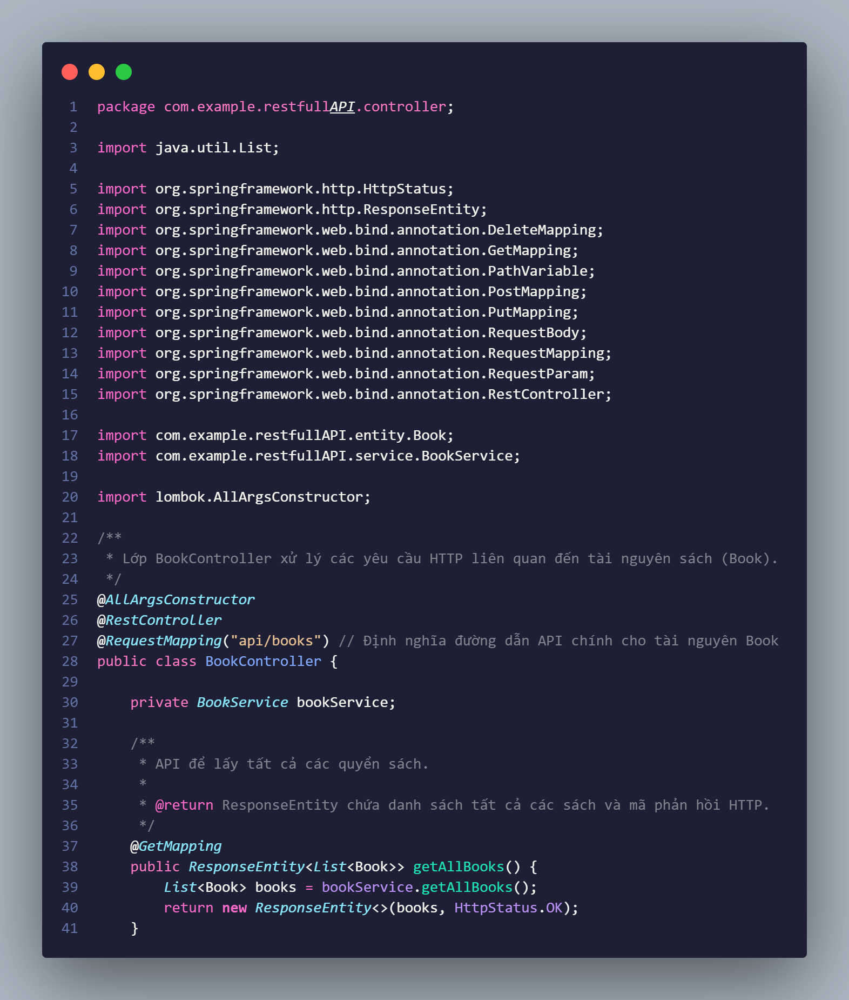 1 package com.example.restfullAPI.controller;
2
3 import java.util.List;
4
5 import org.springframework.http.HttpStatus;
6 import org.springframework.http.ResponseEntity;
7 import org.springframework.web.bind.annotation.DeleteMapping;
8 import org.springframework.web.bind.annotation.GetMapping;
9 import org.springframework.web.bind.annotation.PathVariable;
10 import org.springframework.web.bind.annotation.PostMapping;
11 import org.springframework.web.bind.annotation.PutMapping;
12 import org.springframework.web.bind.annotation.RequestBody;
13 import org.springframework.web.bind.annotation.RequestMapping;
14 import org.springframework.web.bind.annotation.RequestParam;
15 import org.springframework.web.bind.annotation.RestController;
16
17 import com.example.restfullAPI.entity.Book;
18 import com.example.restfullAPI.service.BookService;
19
20 import lombok.AllArgsConstructor;
21
22 /**
23  * Lớp BookController xử lý các yêu cầu HTTP liên quan đến tài nguyên sách (Book).
24  */
25 @AllArgsConstructor
26 @RestController
27 @RequestMapping("api/books") // Định nghĩa đường dẫn API chính cho tài nguyên Book
28 public class BookController {
29
30     private BookService bookService;
31
32     /**
33      * API để lấy tất cả các quyển sách.
34      *
35      * @return ResponseEntity chứa danh sách tất cả các sách và mã phản hồi HTTP.
36      */
37     @GetMapping
38     public ResponseEntity<List<Book>> getAllBooks() {
39         List<Book> books = bookService.getAllBooks();
40         return new ResponseEntity<>(books, HttpStatus.OK);
41     }